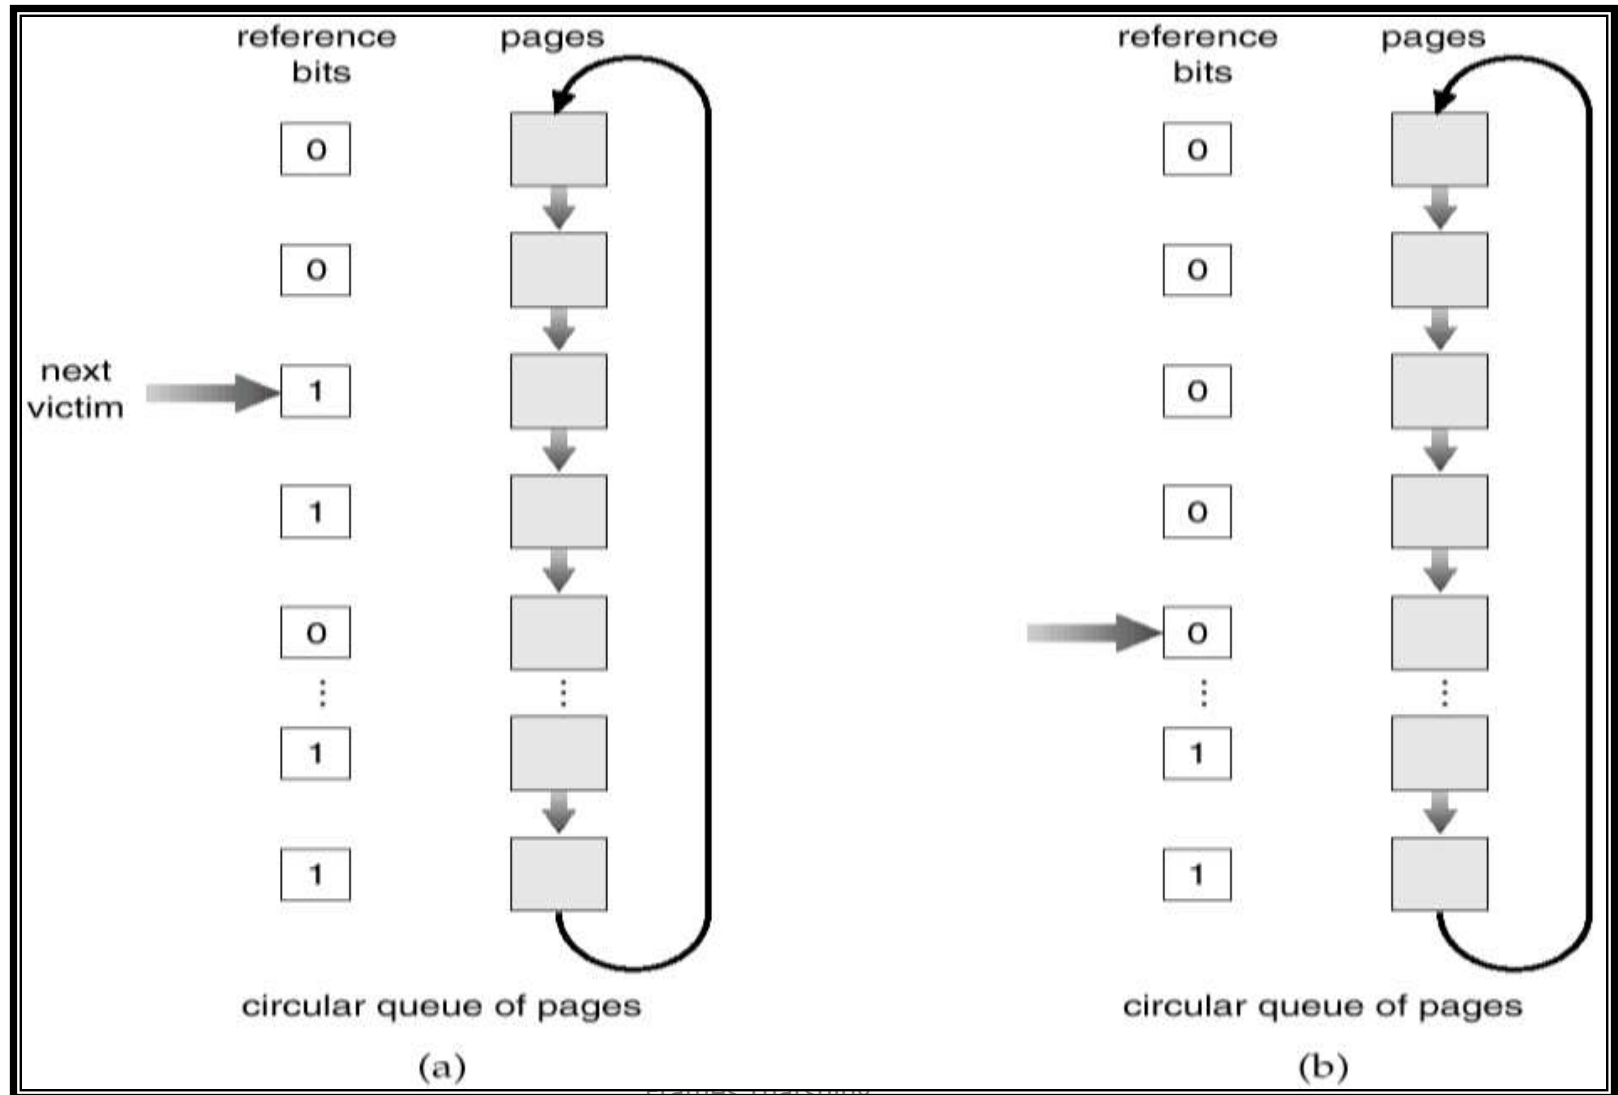 reference bits
pages
0
0
next victim
1
1
0
1
1
circular queue of pages
(a)
reference bits
pages
0
0
0
0
0
1
1
circular queue of pages
(b)